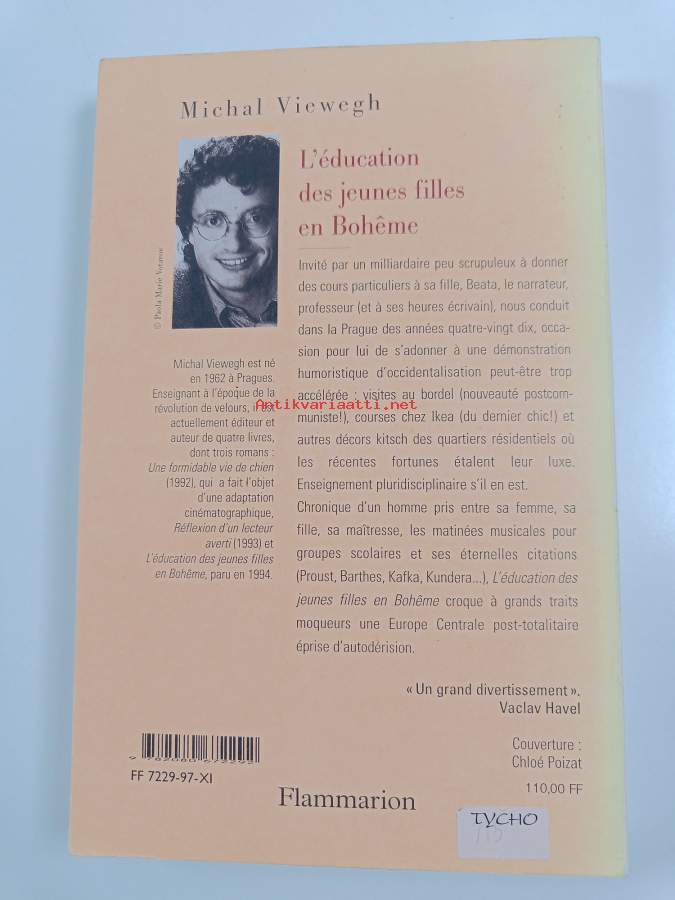 Michal Viewegh
L'éducation
des jeunes filles
en Bohême
© Paola Marie Votavov
Invité par un milliardaire peu scrupuleux à donner
des cours particuliers à sa fille, Beata, le narrateur,
professeur (et à ses heures écrivain), nous conduit
dans la Prague des années quatre-vingt dix, occa-
sion pour lui de s'adonner à une démonstration
humoristique d'occidentalisation peut-être trop
accélérée : visites au bordel (nouveauté postcom-
muniste!), courses chez Ikea (du dernier chic!) et
autres décors kitsch des quartiers résidentiels où
les récentes fortunes étalent leur luxe.
Enseignement pluridisciplinaire s'il en est.
Chronique d'un homme pris entre sa femme, sa
fille, sa maîtresse, les matinées musicales pour
groupes scolaires et ses éternelles citations
(Proust, Barthes, Kafka, Kundera...), L'éducation des
jeunes filles en Bohême croque à grands traits
moqueurs une Europe Centrale post-totalitaire
éprise d'autodérision.
Michal Viewegh est né
en 1962 à Pragues.
Enseignant à l'époque de la
révolution de velours, il est
actuellement éditeur et
auteur de quatre livres,
dont trois romans :
Une formidable vie de chien
(1992), qui a fait l'objet
d'une adaptation
cinématographique,
Réflexion d'un lecteur
averti (1993) et
L'éducation des jeunes filles
en Bohême, paru en 1994.
Antikvariaatti.net
« Un grand divertissement ».
Vaclav Havel
Couverture :
Chloé Poizat
110,00 FF
9 782080 672292
FF 7229-97-XI
Flammarion
TYCHO